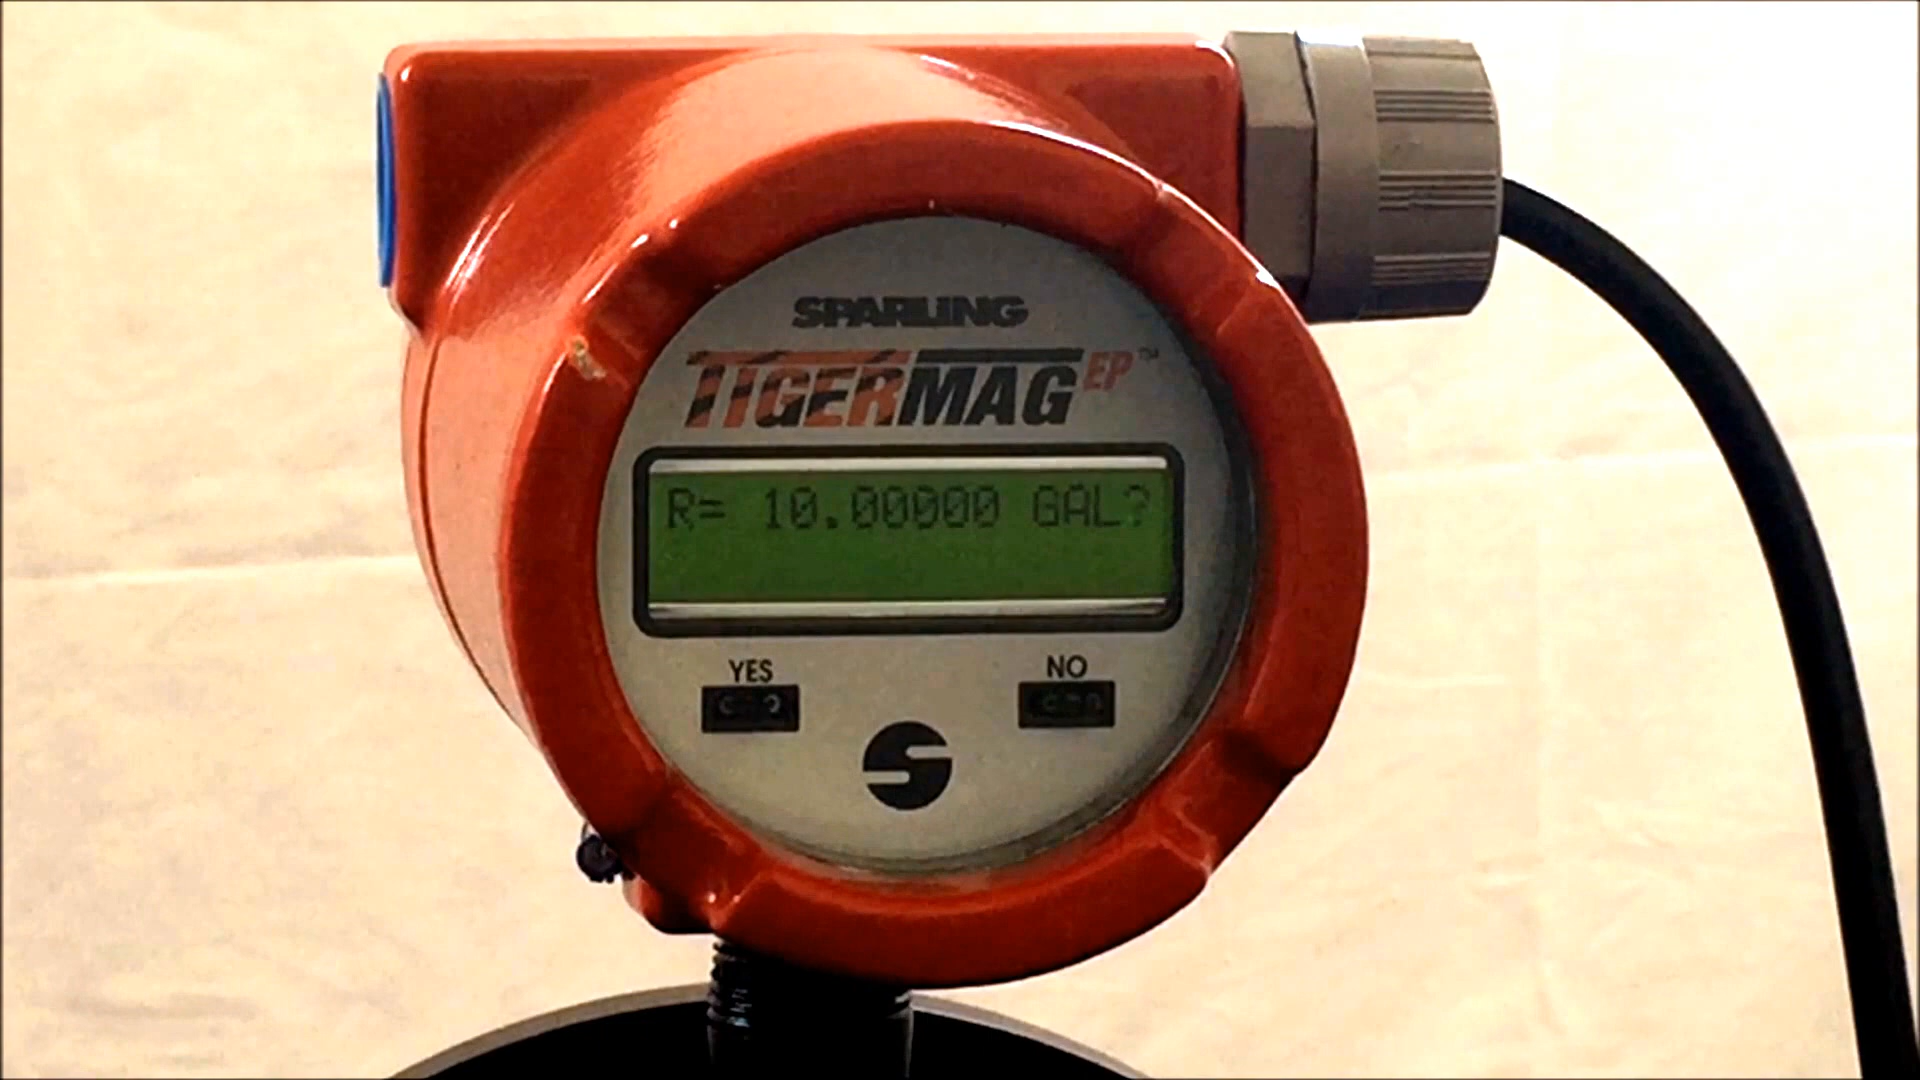 SPARLING
TIGERMAG EP™
R= 10.00000 GAL?
YES
NO